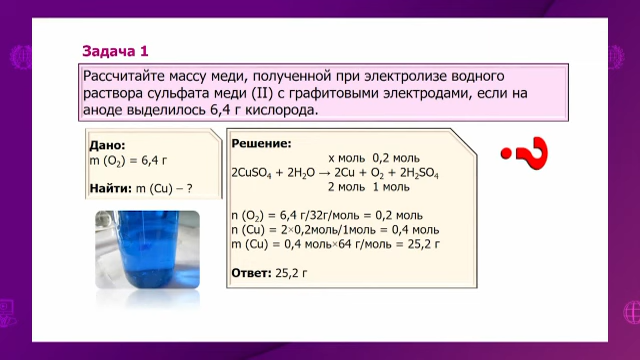 Задача 1
Рассчитайте массу меди, полученной при электролизе водного
раствора сульфата меди (II) с графитовыми электродами, если на
аноде выделилось 6,4 г кислорода.
Дано:
m (O₂) = 6,4 г
Найти: m (Cu) – ?
Решение:
x моль 0,2 моль
2CuSO₄ + 2H₂O → 2Cu + O₂ + 2H₂SO₄
2 моль 1 моль
n (O₂) = 6,4 г/32г/моль = 0,2 моль
n (Cu) = 2×0,2моль/1моль = 0,4 моль
m (Cu) = 0,4 моль×64 г/моль = 25,2 г
Ответ: 25,2 г
?